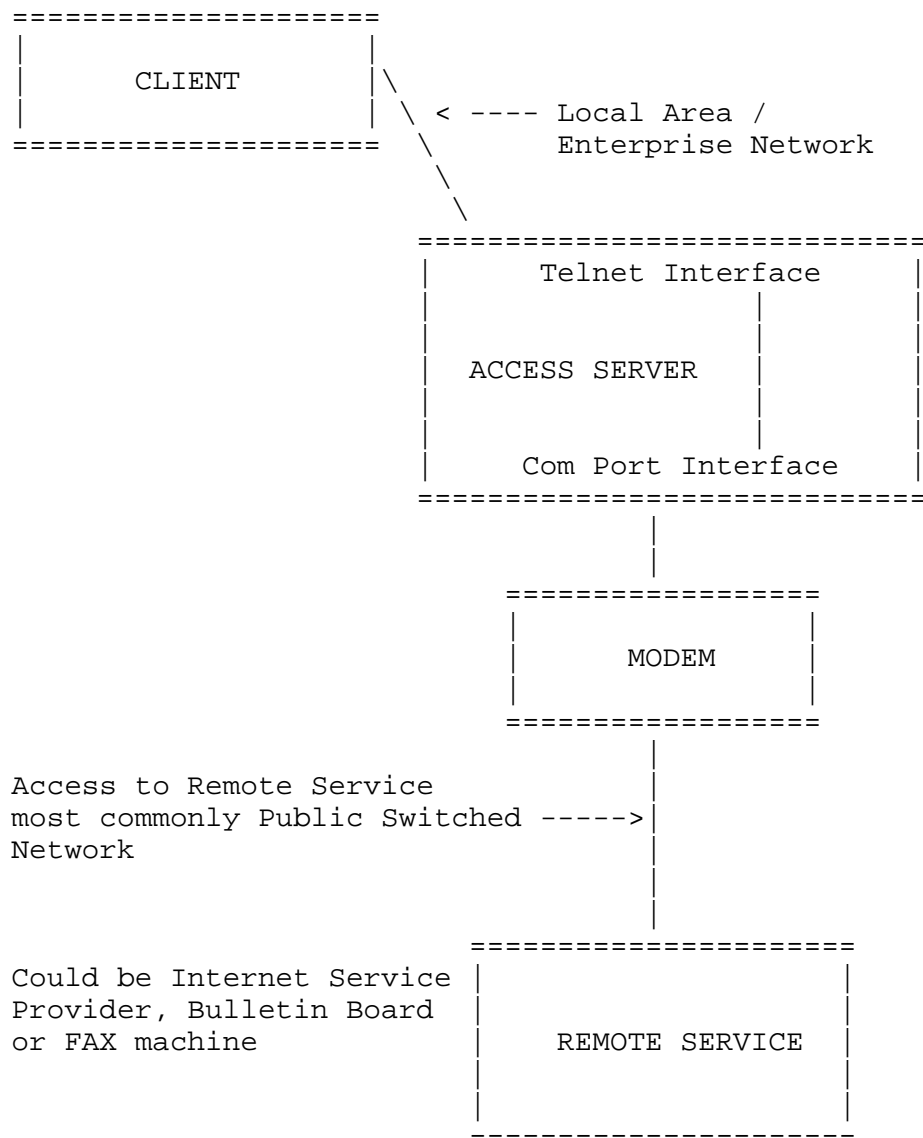 CLIENT
< ---- Local Area /
Enterprise Network
Telnet Interface
ACCESS SERVER
Com Port Interface
MODEM
Access to Remote Service
most commonly Public Switched ----->
Network
Could be Internet Service
Provider, Bulletin Board
or FAX machine
REMOTE SERVICE